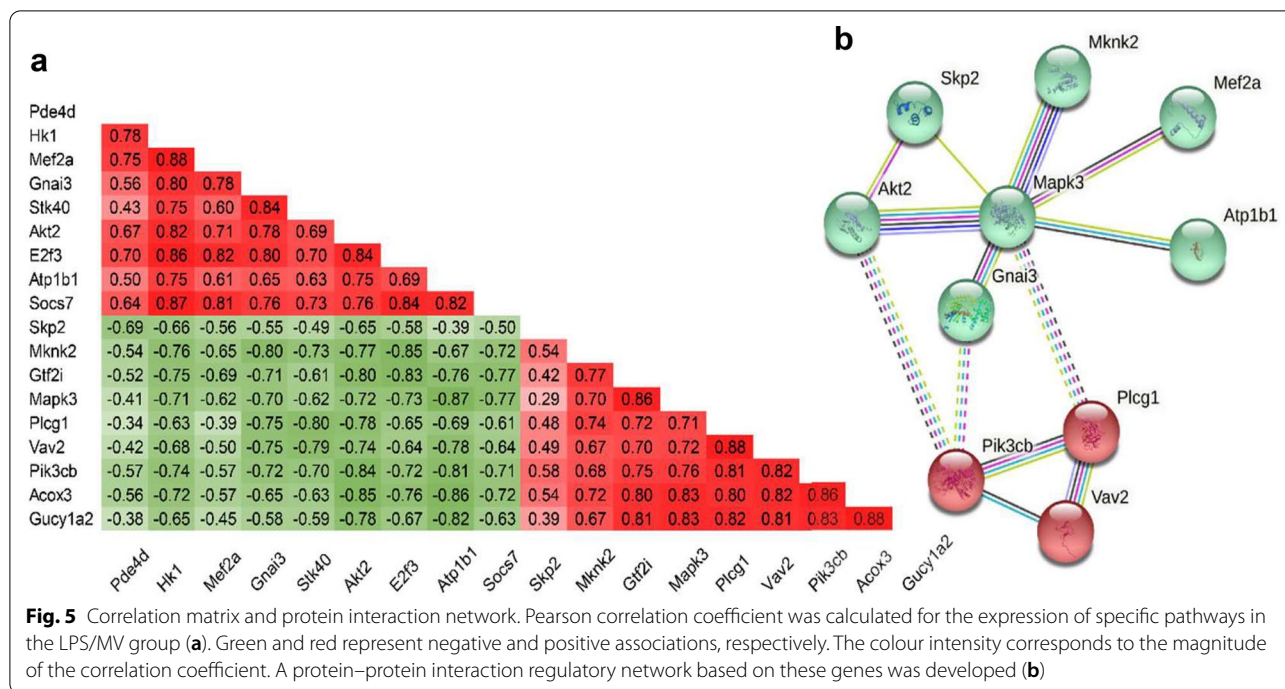 a
Pde4d
Hk1 0.78
Mef2a 0.75 0.88
Gnai3 0.56 0.80 0.78
Stk40 0.43 0.75 0.60 0.84
Akt2 0.67 0.82 0.71 0.78 0.69
E2f3 0.70 0.86 0.82 0.80 0.70 0.84
Atp1b1 0.50 0.75 0.61 0.65 0.63 0.75 0.69
Socs7 0.64 0.87 0.81 0.76 0.73 0.76 0.84 0.82
Skp2 -0.69 -0.66 -0.56 -0.55 -0.49 -0.65 -0.58 -0.39 -0.50
Mknk2 -0.54 -0.76 -0.65 -0.80 -0.73 -0.77 -0.85 -0.67 -0.72 0.54
Gtf2i -0.52 -0.75 -0.69 -0.71 -0.61 -0.80 -0.83 -0.76 -0.77 0.42 0.77
Mapk3 -0.41 -0.71 -0.62 -0.70 -0.62 -0.72 -0.73 -0.87 -0.77 0.29 0.70 0.86
Plcg1 -0.34 -0.63 -0.39 -0.75 -0.80 -0.78 -0.65 -0.69 -0.61 0.48 0.74 0.72 0.71
Vav2 -0.42 -0.68 -0.50 -0.75 -0.79 -0.74 -0.64 -0.78 -0.64 0.49 0.67 0.70 0.76 0.88
Pik3cb -0.57 -0.74 -0.57 -0.72 -0.70 -0.84 -0.72 -0.81 -0.71 0.58 0.68 0.75 0.76 0.81 0.82
Acox3 -0.56 -0.72 -0.57 -0.65 -0.63 -0.85 -0.76 -0.86 -0.72 0.54 0.72 0.80 0.83 0.80 0.82 0.86
Gucy1a2 -0.38 -0.65 -0.45 -0.58 -0.59 -0.78 -0.67 -0.82 -0.63 0.39 0.67 0.81 0.83 0.82 0.81 0.83 0.88
Pde4d Hk1 Mef2a Gnai3 Stk40 Akt2 E2f3 Atp1b1 Socs7 Skp2 Mknk2 Gtf2i Mapk3 Plcg1 Vav2 Pik3cb Acox3 Gucy1a2
b
Mknk2
Skp2
Mef2a
Akt2
Mapk3
Atp1b1
Gnai3
Plcg1
Pik3cb
Vav2
Fig. 5 Correlation matrix and protein interaction network. Pearson correlation coefficient was calculated for the expression of specific pathways in
the LPS/MV group (a). Green and red represent negative and positive associations, respectively. The colour intensity corresponds to the magnitude
of the correlation coefficient. A protein–protein interaction regulatory network based on these genes was developed (b)